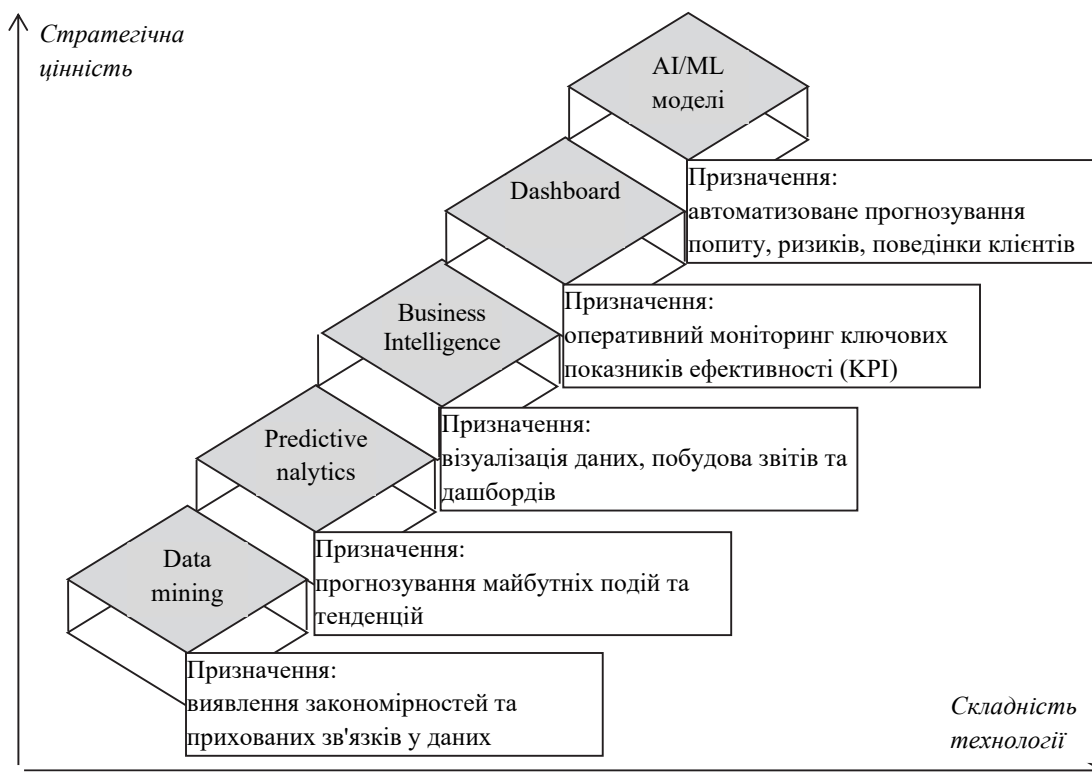 Стратегічна
цінність
AI/ML
моделі
Призначення:
автоматизоване прогнозування
попиту, ризиків, поведінки клієнтів
Dashboard
Призначення:
оперативний моніторинг ключових
показників ефективності (KPI)
Business
Intelligence
Призначення:
візуалізація даних, побудова звітів та
дашбордів
Predictive
nalytics
Призначення:
прогнозування майбутніх подій та
тенденцій
Data
mining
Призначення:
виявлення закономірностей та
прихованих зв'язків у даних
Складність
технології